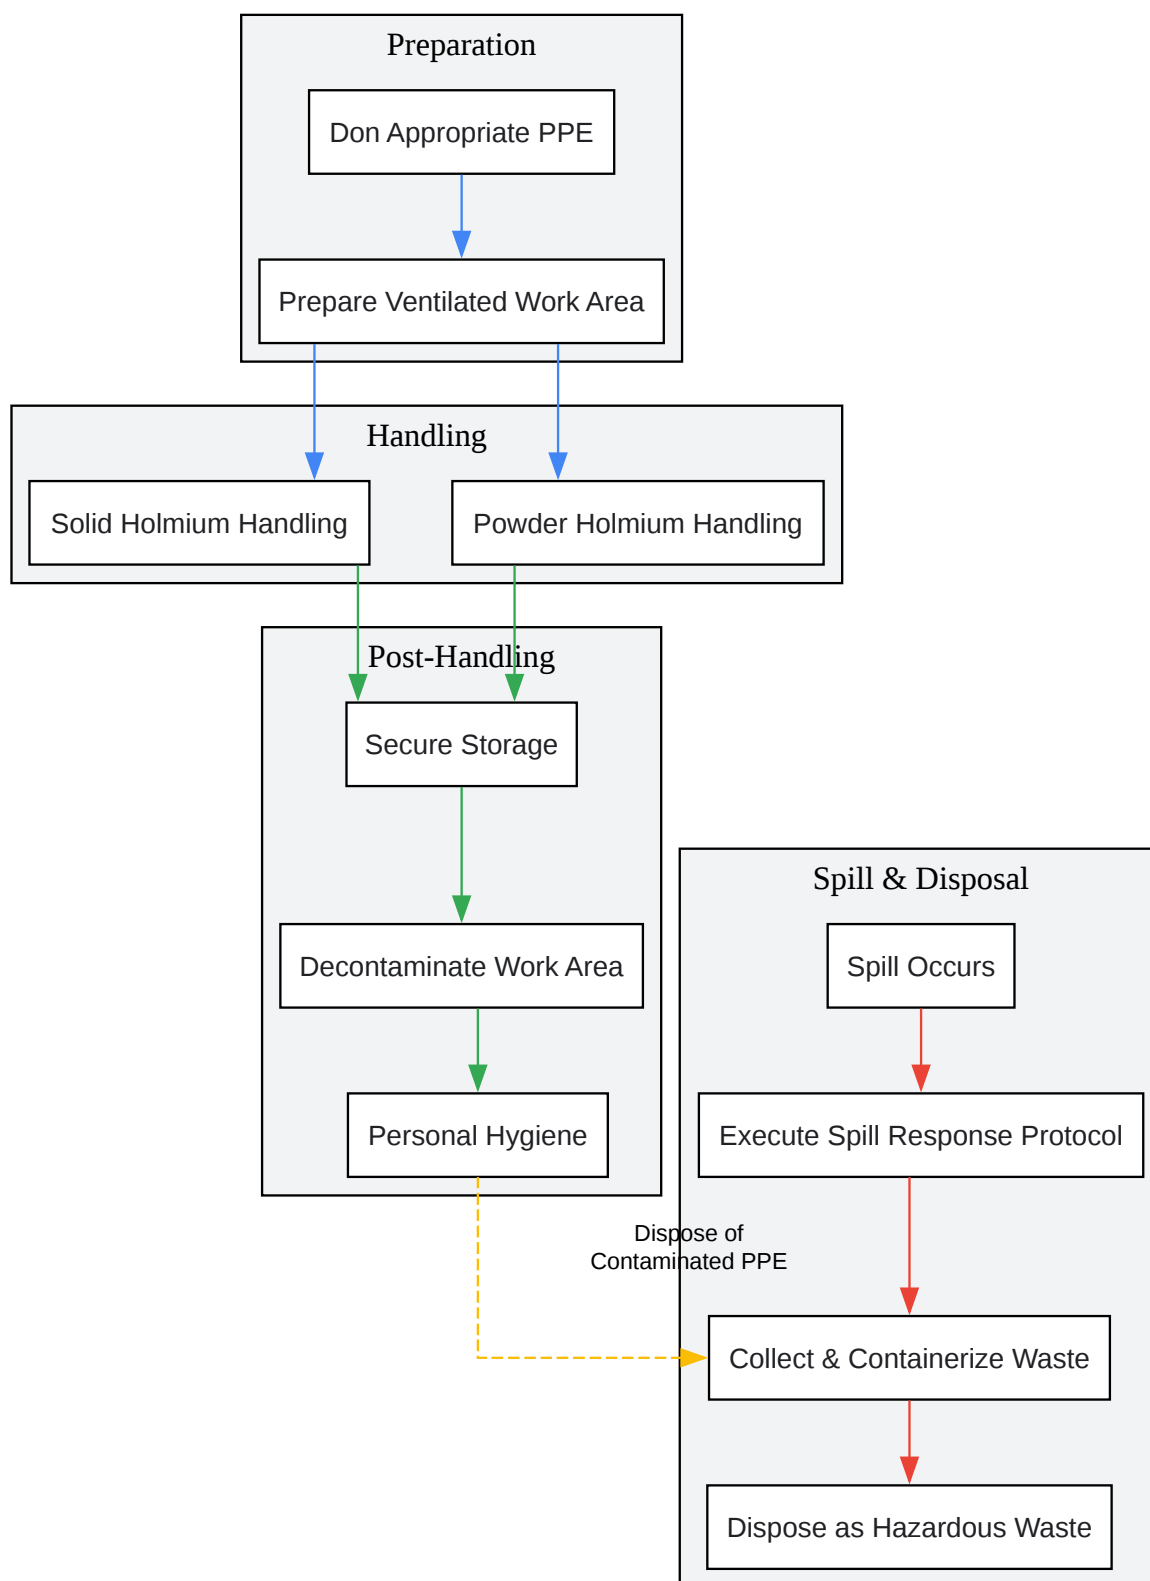 Preparation
Don Appropriate PPE
Prepare Ventilated Work Area
Handling
Solid Holmium Handling
Powder Holmium Handling
Post-Handling
Secure Storage
Decontaminate Work Area
Personal Hygiene
Spill & Disposal
Spill Occurs
Execute Spill Response Protocol
Dispose of
Contaminated PPE
Collect & Containerize Waste
Dispose as Hazardous Waste